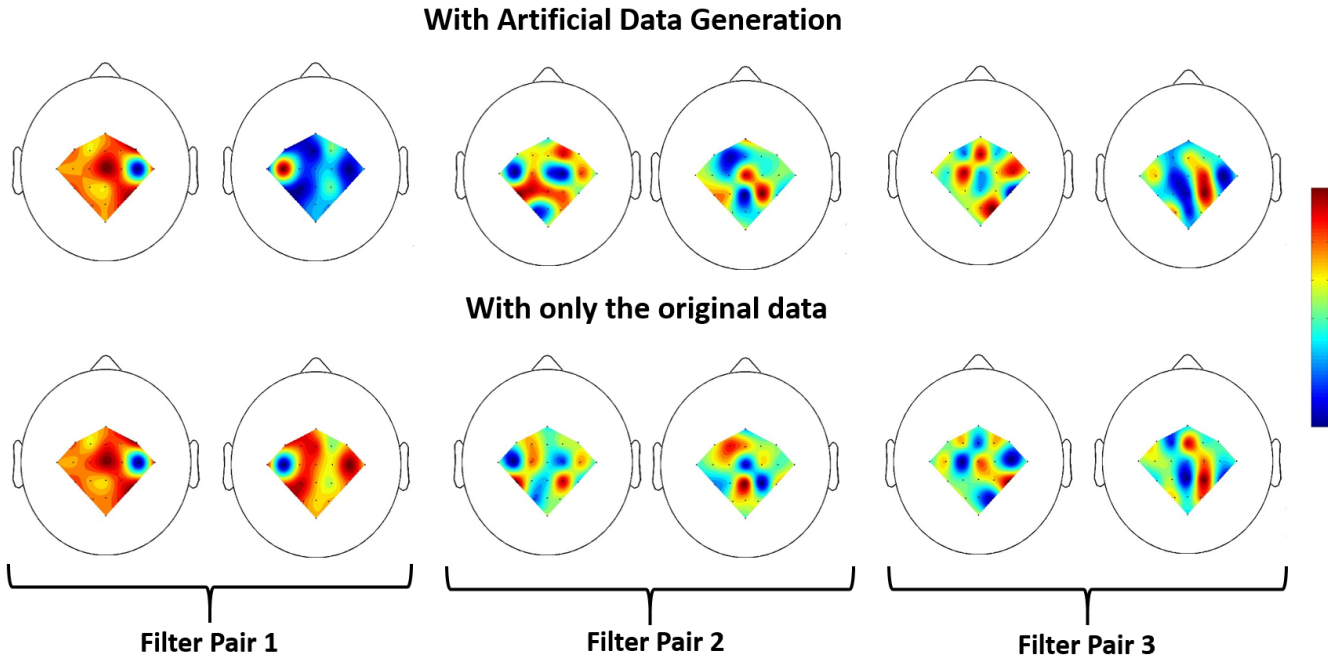 With Artificial Data Generation
With only the original data
Filter Pair 1
Filter Pair 2
Filter Pair 3